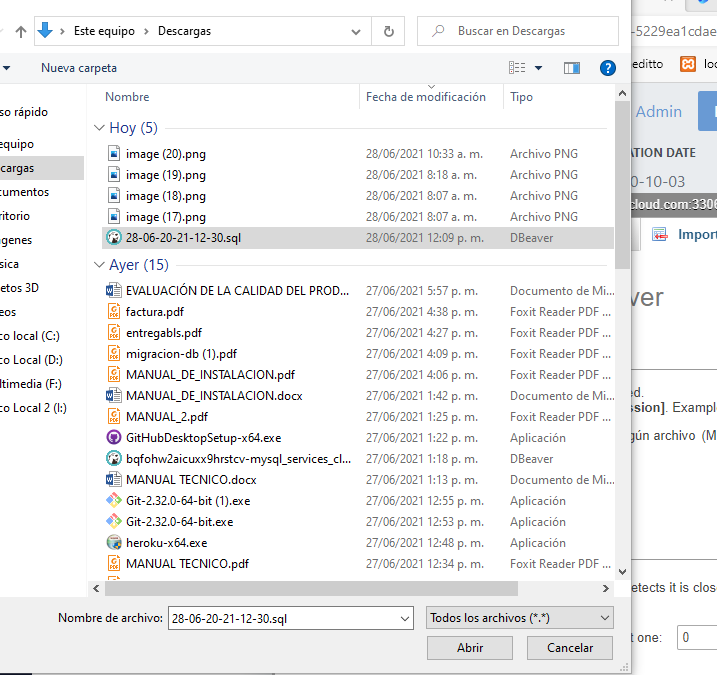 Este equipo > Descargas
Buscar en Descargas
-5229ea1cdae
Nueva carpeta
editto
loc
so rápido
equipo
cargas
cumentos
ritorio
ágenes
sica
etos 3D
eos
co local (C:)
co Local (D:)
ltimedia (F:)
co Local 2 (I:)
Nombre
Fecha de modificación
Tipo
Hoy (5)
image (20).png 28/06/2021 10:33 a. m. Archivo PNG
image (19).png 28/06/2021 8:18 a. m. Archivo PNG
image (18).png 28/06/2021 8:07 a. m. Archivo PNG
image (17).png 28/06/2021 8:07 a. m. Archivo PNG
28-06-20-21-12-30.sql 28/06/2021 12:09 p. m. DBeaver
Ayer (15)
EVALUACIÓN DE LA CALIDAD DEL PROD... 27/06/2021 5:57 p. m. Documento de Mi...
factura.pdf 27/06/2021 4:38 p. m. Foxit Reader PDF ...
entregabls.pdf 27/06/2021 4:27 p. m. Foxit Reader PDF ...
migracion-db (1).pdf 27/06/2021 4:09 p. m. Foxit Reader PDF ...
MANUAL_DE_INSTALACION.pdf 27/06/2021 4:06 p. m. Foxit Reader PDF ...
MANUAL_DE_INSTALACION.docx 27/06/2021 1:42 p. m. Documento de Mi...
MANUAL_2.pdf 27/06/2021 1:25 p. m. Foxit Reader PDF ...
GitHubDesktopSetup-x64.exe 27/06/2021 1:22 p. m. Aplicación
bqfohw2aicuxx9hrstcv-mysql_services_cl... 27/06/2021 1:18 p. m. DBeaver
MANUAL TECNICO.docx 27/06/2021 1:13 p. m. Documento de Mi...
Git-2.32.0-64-bit (1).exe 27/06/2021 12:55 p. m. Aplicación
Git-2.32.0-64-bit.exe 27/06/2021 12:53 p. m. Aplicación
heroku-x64.exe 27/06/2021 12:48 p. m. Aplicación
MANUAL TECNICO.pdf 27/06/2021 12:34 p. m. Foxit Reader PDF ...
Nombre de archivo: 28-06-20-21-12-30.sql
Todos los archivos (*.*)
Abrir
Cancelar
Admin
ATION DATE
0-10-03
cloud.com:3306
Import
ver
ed.
ssion]. Example
gún archivo (M
etects it is close
t one: 0